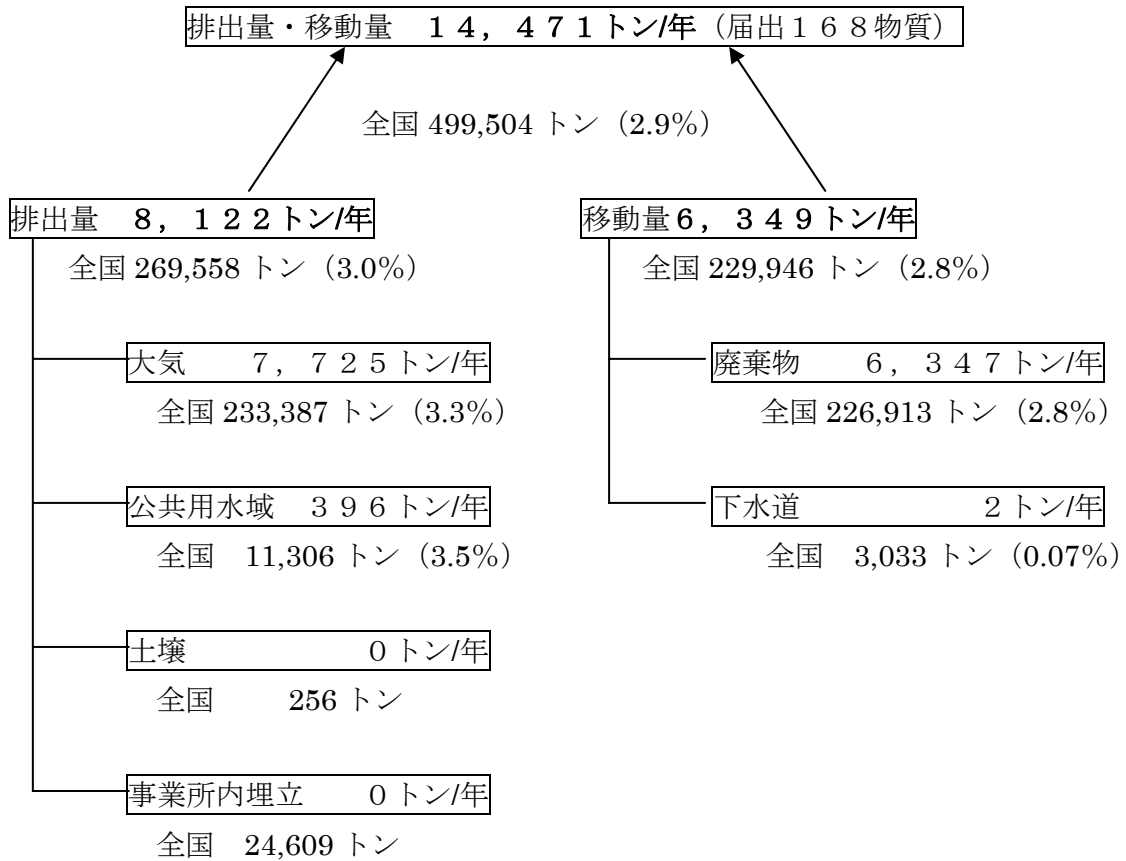 排出量・移動量　１４，４７１トン/年（届出１６８物質）
全国 499,504 トン（2.9%）
排出量　８，１２２トン/年
移動量６，３４９トン/年
全国 269,558 トン（3.0%）
全国 229,946 トン（2.8%）
大気　　７，７２５トン/年
廃棄物　　６，３４７トン/年
全国 233,387 トン（3.3%）
全国 226,913 トン（2.8%）
公共用水域　３９６トン/年
下水道　　　　　　２トン/年
全国　11,306 トン（3.5%）
全国　3,033 トン（0.07%）
土壌　　　　　　０トン/年
全国　　256 トン
事業所内埋立　　０トン/年
全国　24,609 トン